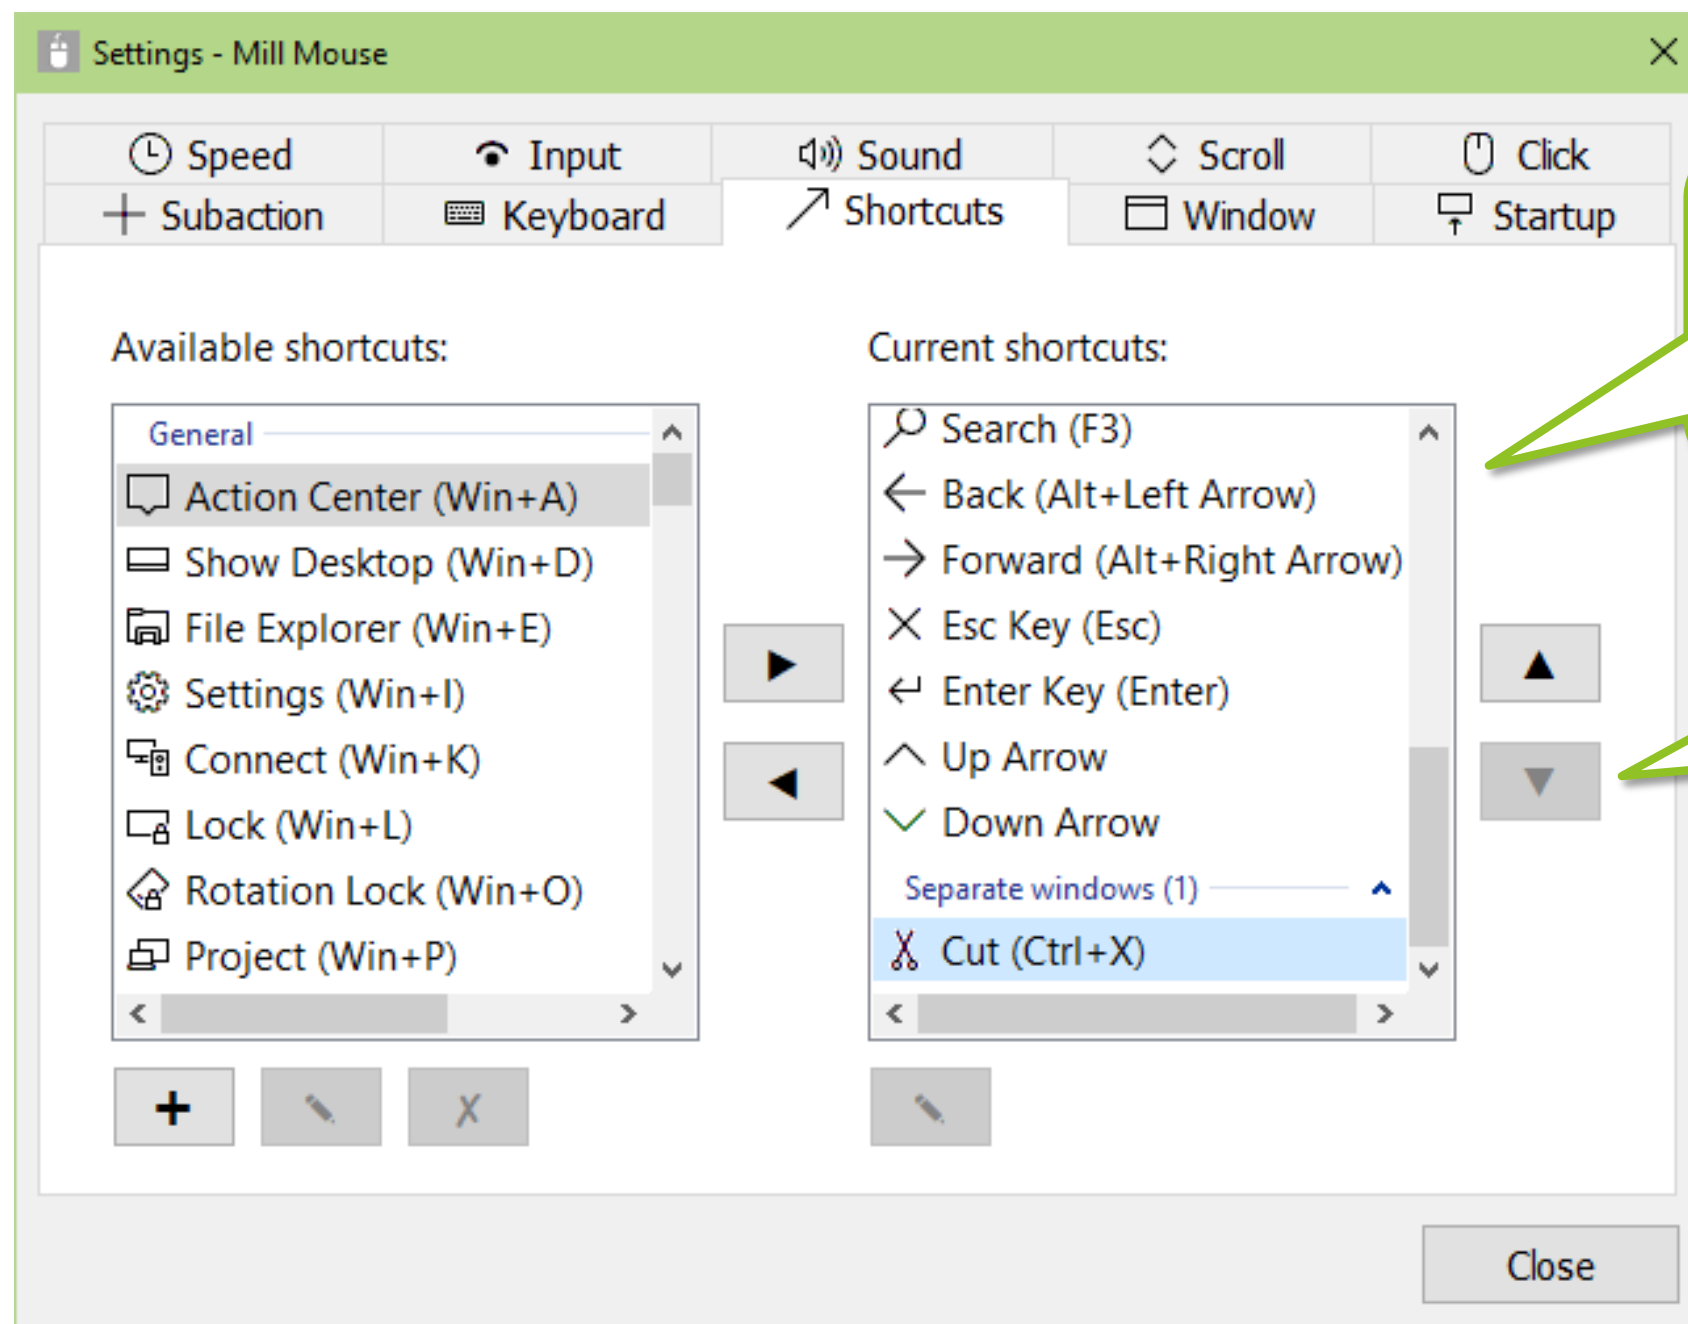 Settings - Mill Mouse
Speed
Input
Sound
Scroll
Click
Subaction
Keyboard
Shortcuts
Window
Startup
Available shortcuts:
General
Action Center (Win+A)
Show Desktop (Win+D)
File Explorer (Win+E)
Settings (Win+I)
Connect (Win+K)
Lock (Win+L)
Rotation Lock (Win+O)
Project (Win+P)
Current shortcuts:
Search (F3)
Back (Alt+Left Arrow)
Forward (Alt+Right Arrow)
Esc Key (Esc)
Enter Key (Enter)
Up Arrow
Down Arrow
Separate windows (1)
Cut (Ctrl+X)
Close